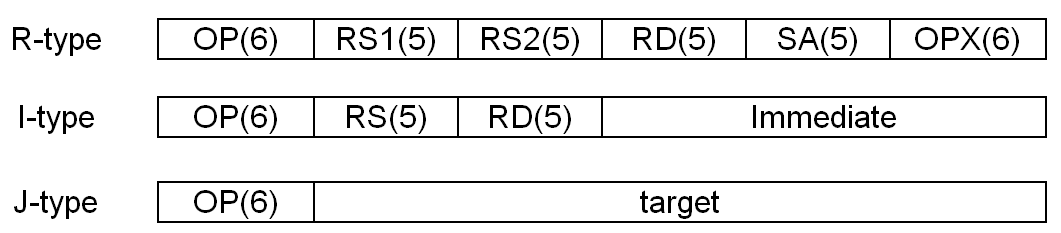 R-type OP(6) RS1(5) RS2(5) RD(5) SA(5) OPX(6)
I-type OP(6) RS(5) RD(5) Immediate
J-type OP(6) target